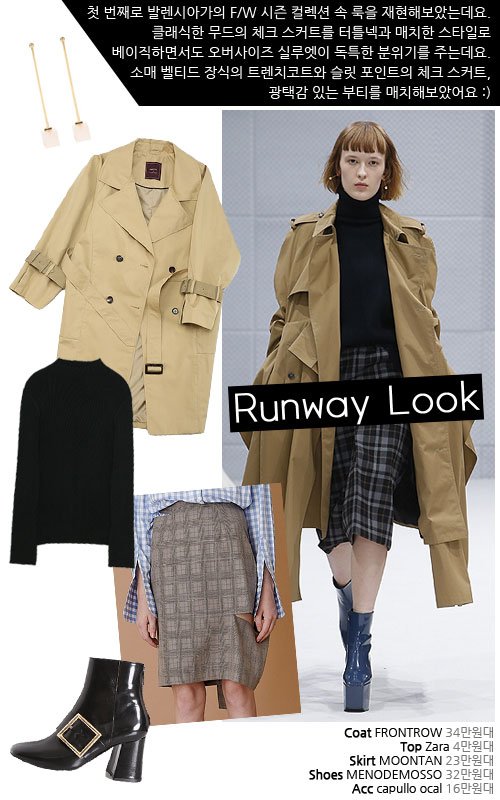 첫 번째로 발렌시아가의 F/W 시즌 컬렉션 속 룩을 재현해보았는데요.
클래식한 무드의 체크 스커트를 터틀넥과 매치한 스타일로
베이직하면서도 오버사이즈 실루엣이 독특한 분위기를 주는데요.
소매 벨티드 장식의 트렌치코트와 슬릿 포인트의 체크 스커트,
광택감 있는 부티를 매치해보았어요 :)
Runway Look
Coat FRONTROW 34만원대
Top Zara 4만원대
Skirt MOONTAN 23만원대
Shoes MENODEMOSSO 32만원대
Acc capullo ocal 16만원대